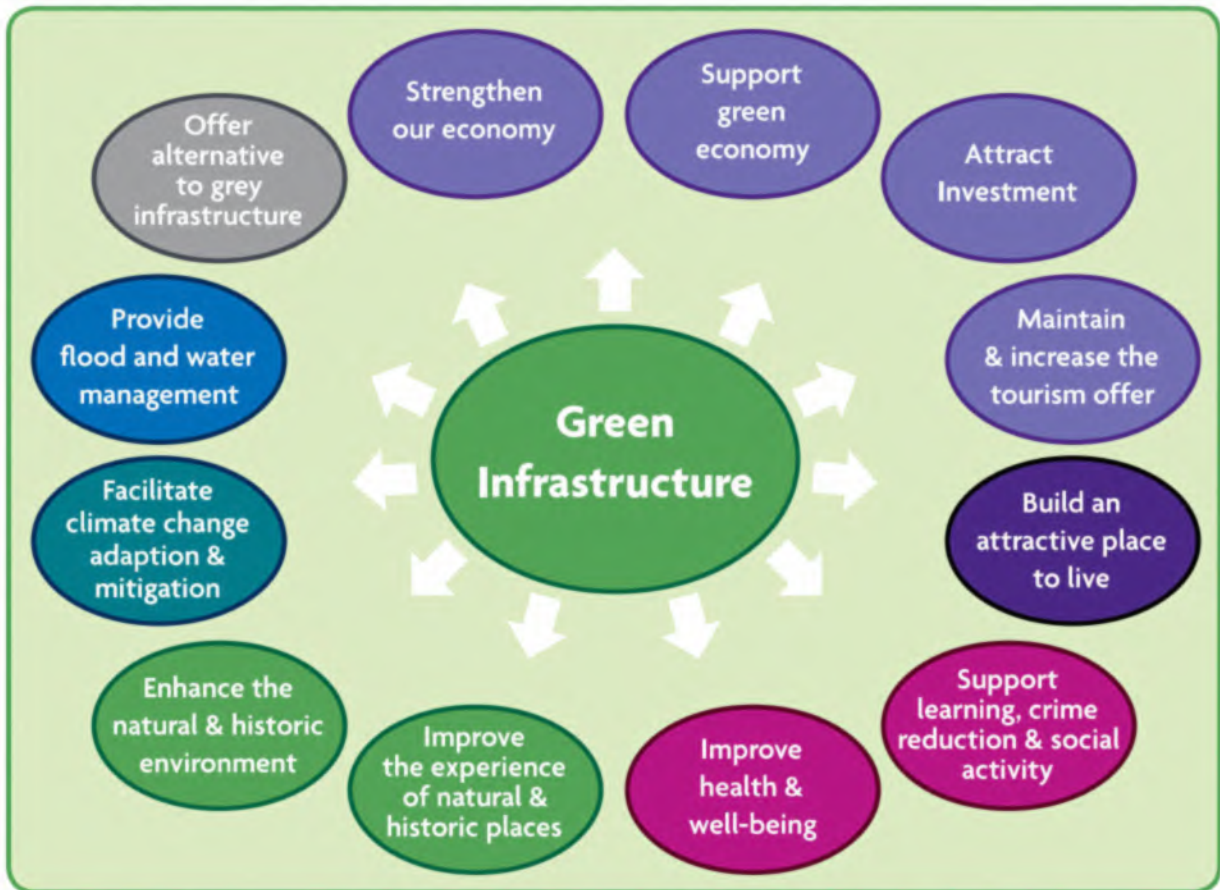 Strengthen
our economy
Support
green
economy
Attract
Investment
Maintain
& increase the
tourism offer
Build an
attractive place
to live
Support
learning, crime
reduction & social
activity
Improve
health &
well-being
Improve
the experience
of natural &
historic places
Enhance the
natural & historic
environment
Facilitate
climate change
adaption &
mitigation
Provide
flood and water
management
Offer
alternative
to grey
infrastructure
Green
Infrastructure